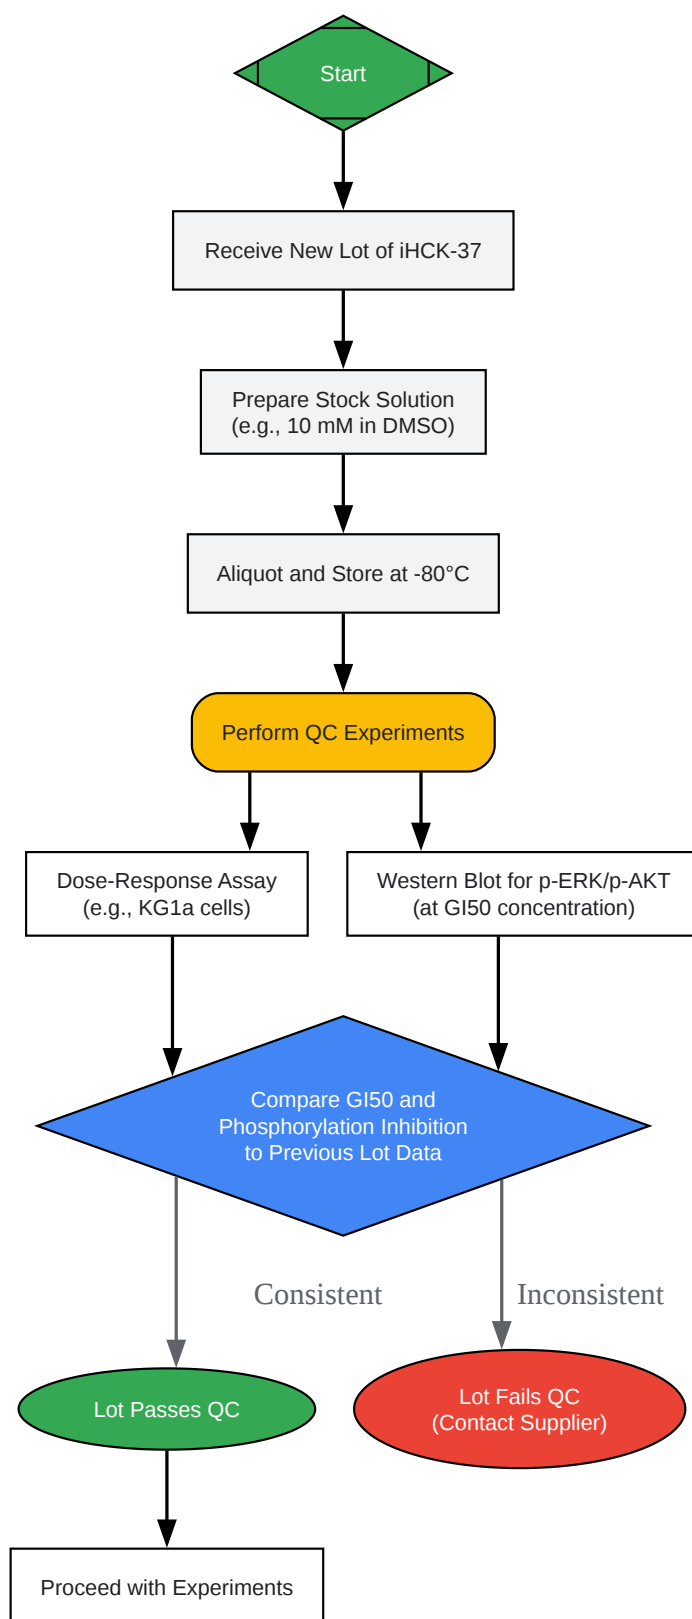 Start
Receive New Lot of iHCK-37
Prepare Stock Solution
(e.g., 10 mM in DMSO)
Aliquot and Store at -80°C
Perform QC Experiments
Dose-Response Assay
(e.g., KG1a cells)
Western Blot for p-ERK/p-AKT
(at GI50 concentration)
Compare GI50 and
Phosphorylation Inhibition
to Previous Lot Data
Consistent
Inconsistent
Lot Passes QC
Lot Fails QC
(Contact Supplier)
Proceed with Experiments